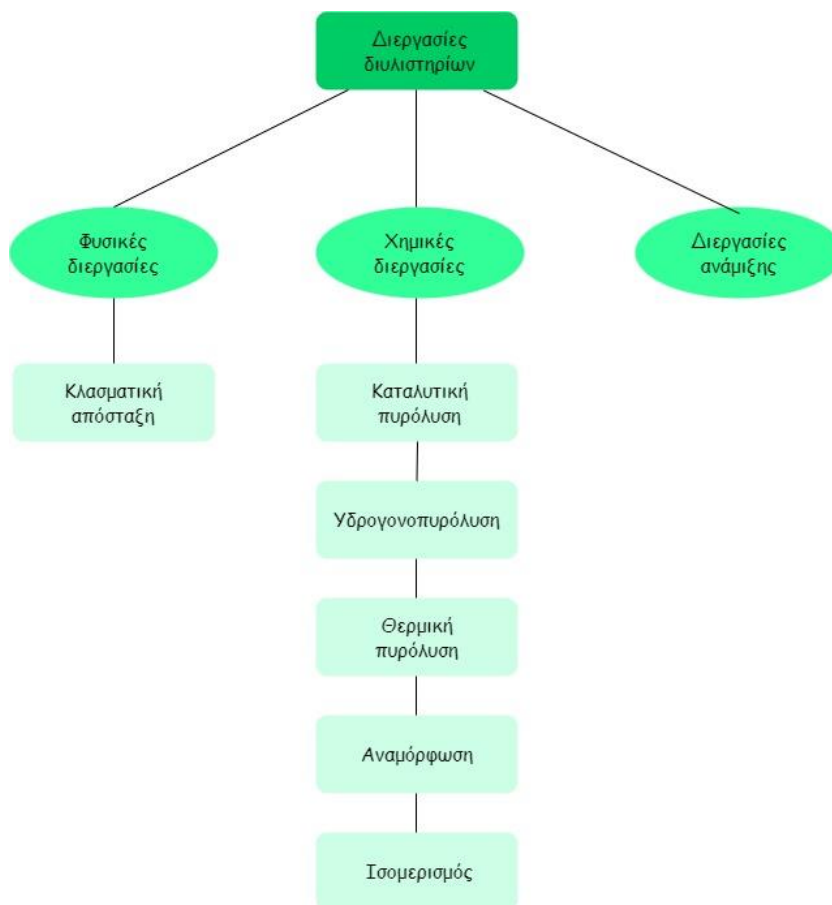 Διεργασίες
διυλιστηρίων
Φυσικές
διεργασίες
Χημικές
διεργασίες
Διεργασίες
ανάμιξης
Κλασματική
απόσταξη
Καταλυτική
πυρόλυση
Υδρογονοπυρόλυση
Θερμική
πυρόλυση
Αναμόρφωση
Ισομερισμός